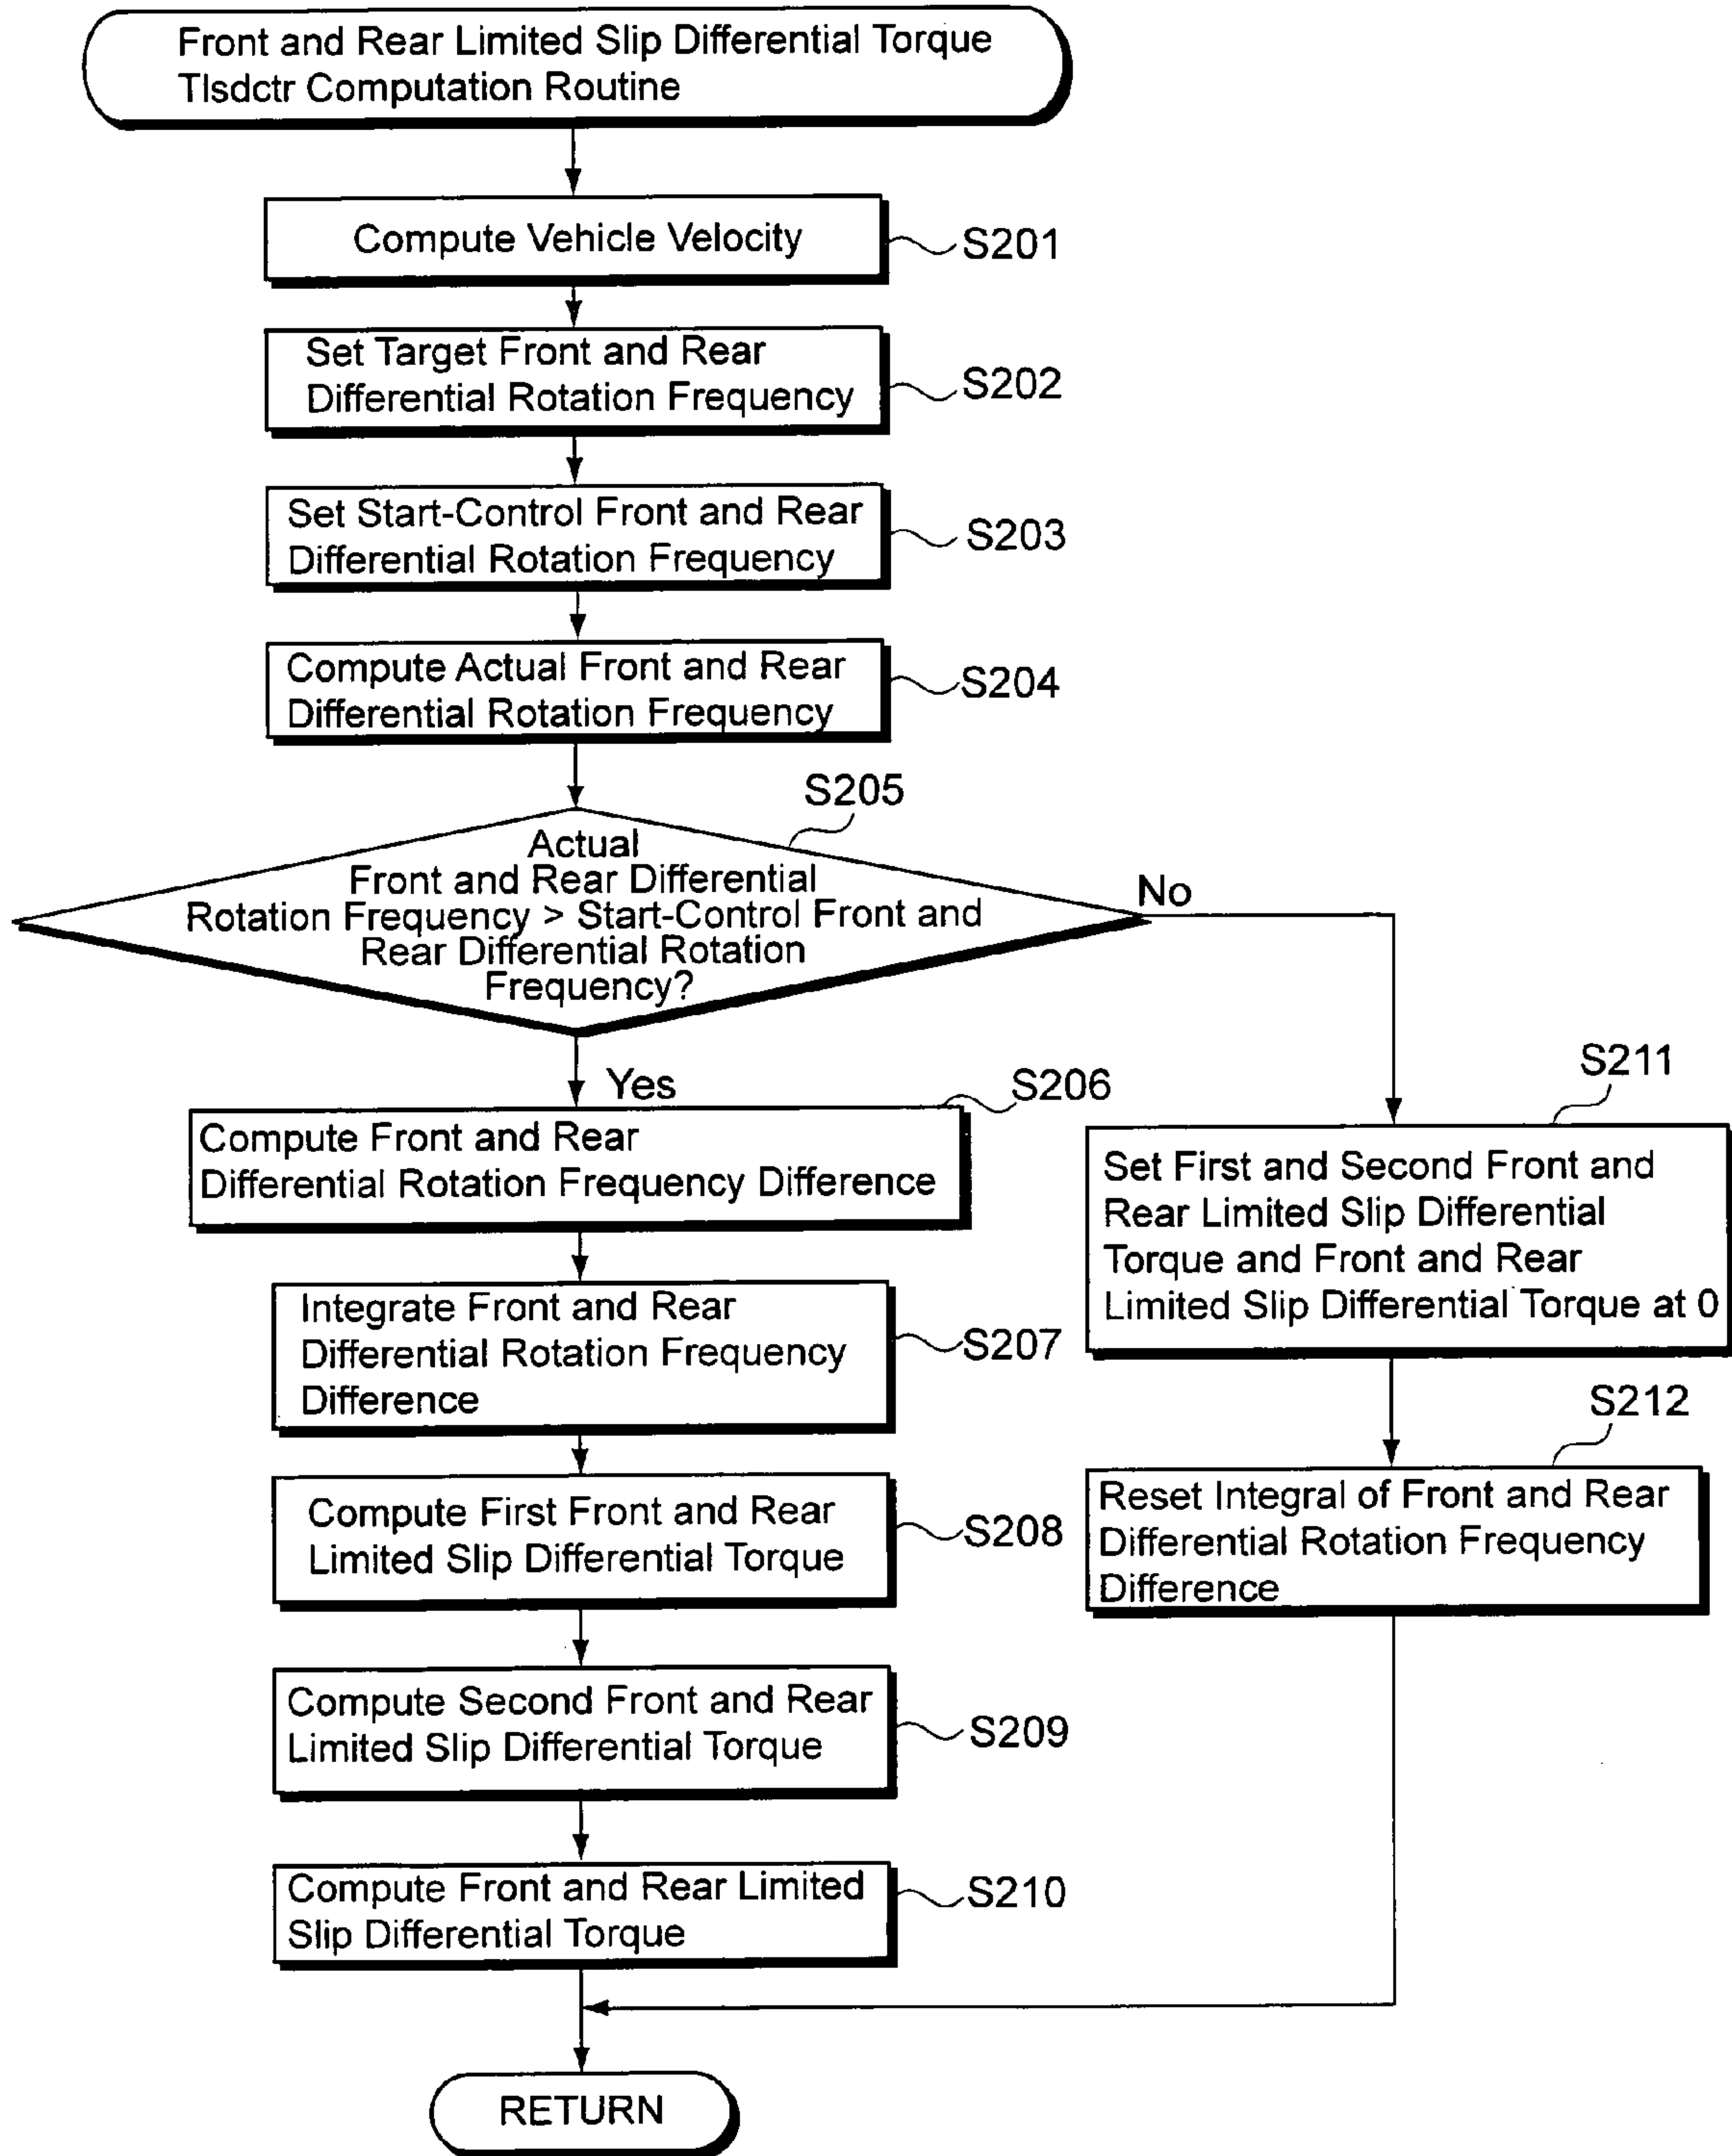 Front and Rear Limited Slip Differential Torque
Tlsdctr Computation Routine
Compute Vehicle Velocity
S201
Set Target Front and Rear
Differential Rotation Frequency
S202
Set Start-Control Front and Rear
Differential Rotation Frequency
S203
Compute Actual Front and Rear
Differential Rotation Frequency
S204
S205
Actual
Front and Rear Differential
Rotation Frequency > Start-Control Front and
Rear Differential Rotation
Frequency?
No
Yes
S206
Compute Front and Rear
Differential Rotation Frequency Difference
Integrate Front and Rear
Differential Rotation Frequency
Difference
S207
Compute First Front and Rear
Limited Slip Differential Torque
S208
Compute Second Front and Rear
Limited Slip Differential Torque
S209
Compute Front and Rear Limited
Slip Differential Torque
S210
S211
Set First and Second Front and
Rear Limited Slip Differential
Torque and Front and Rear
Limited Slip Differential Torque at 0
S212
Reset Integral of Front and Rear
Differential Rotation Frequency
Difference
RETURN